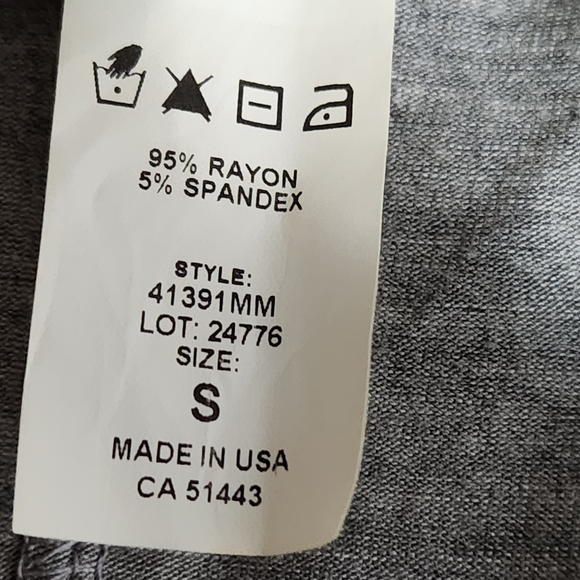 95% RAYON
5% SPANDEX
STYLE:
41391MM
LOT: 24776
SIZE:
S
MADE IN USA
CA 51443